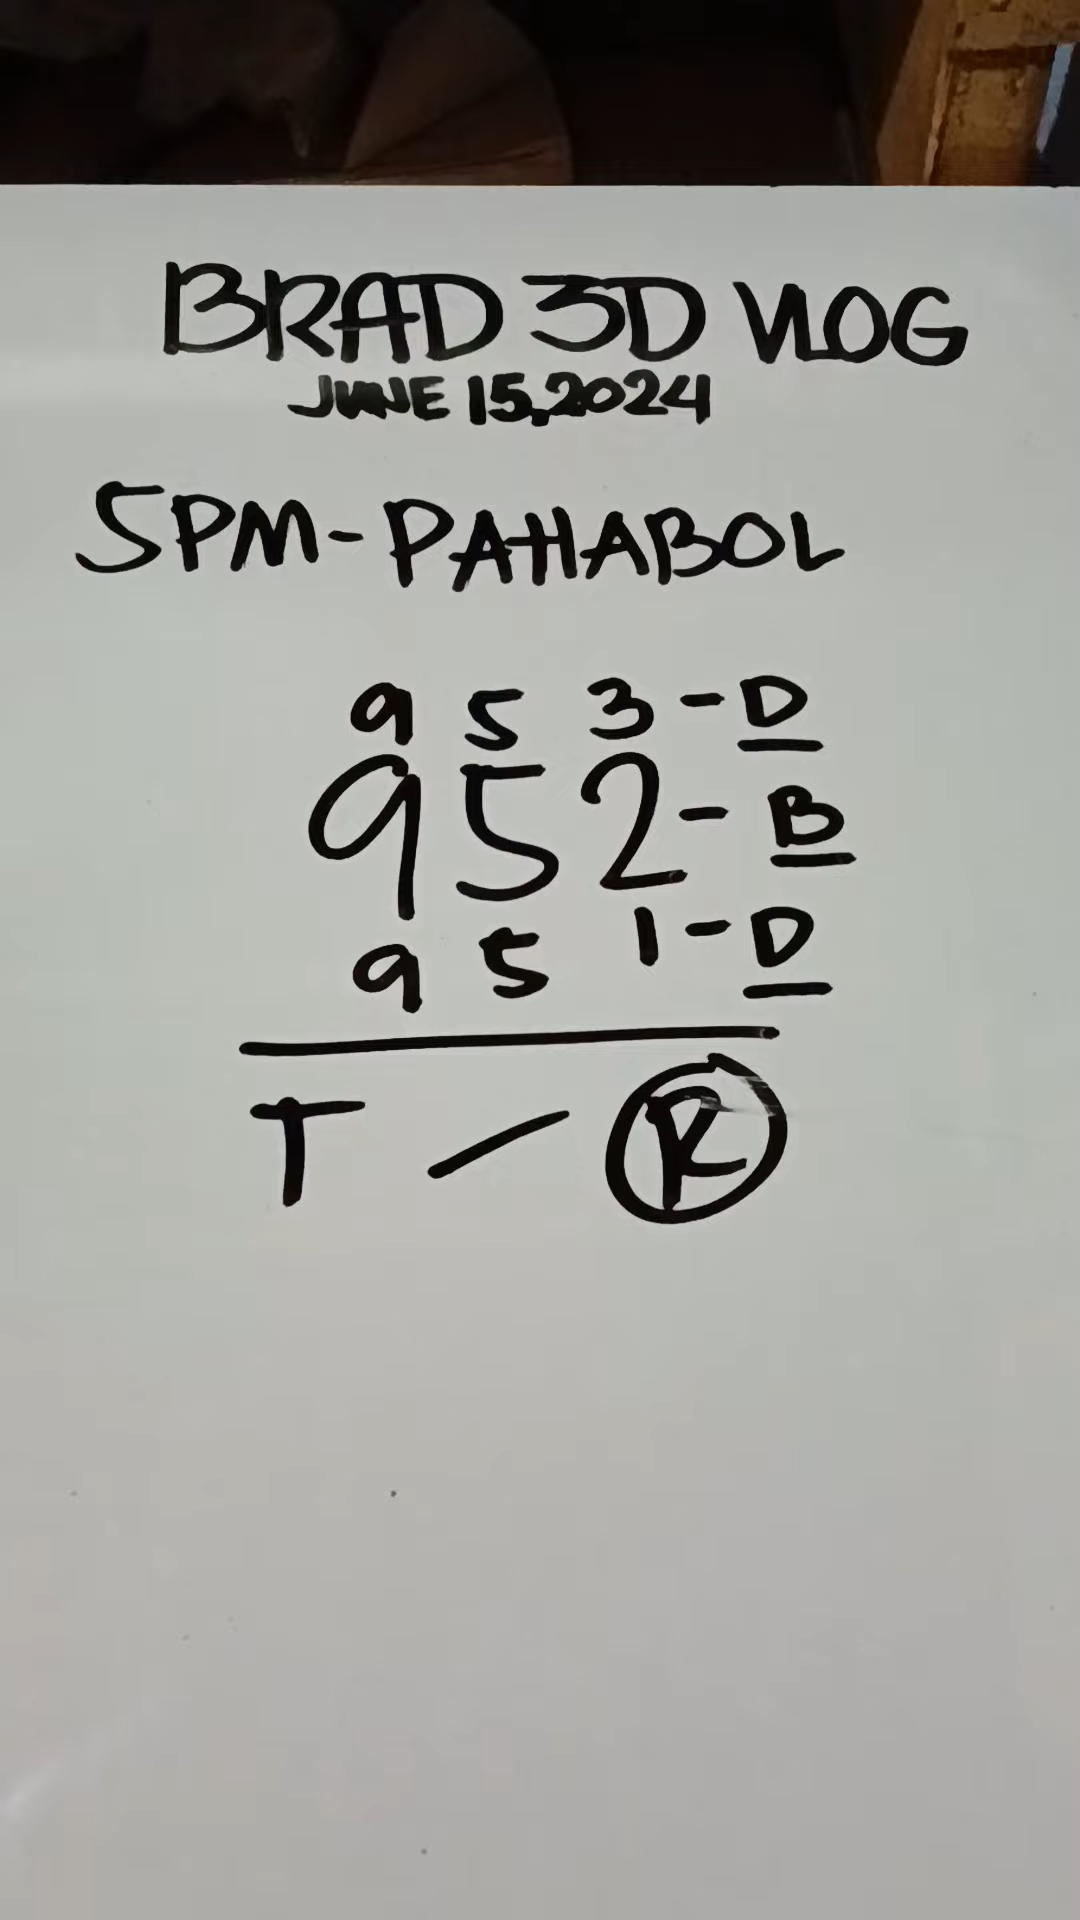 BRAD 3D VLOG
JUNE 15,2024
5PM-PAHABOL
9 5 3-D
952-B
9 5 1-D
T - R